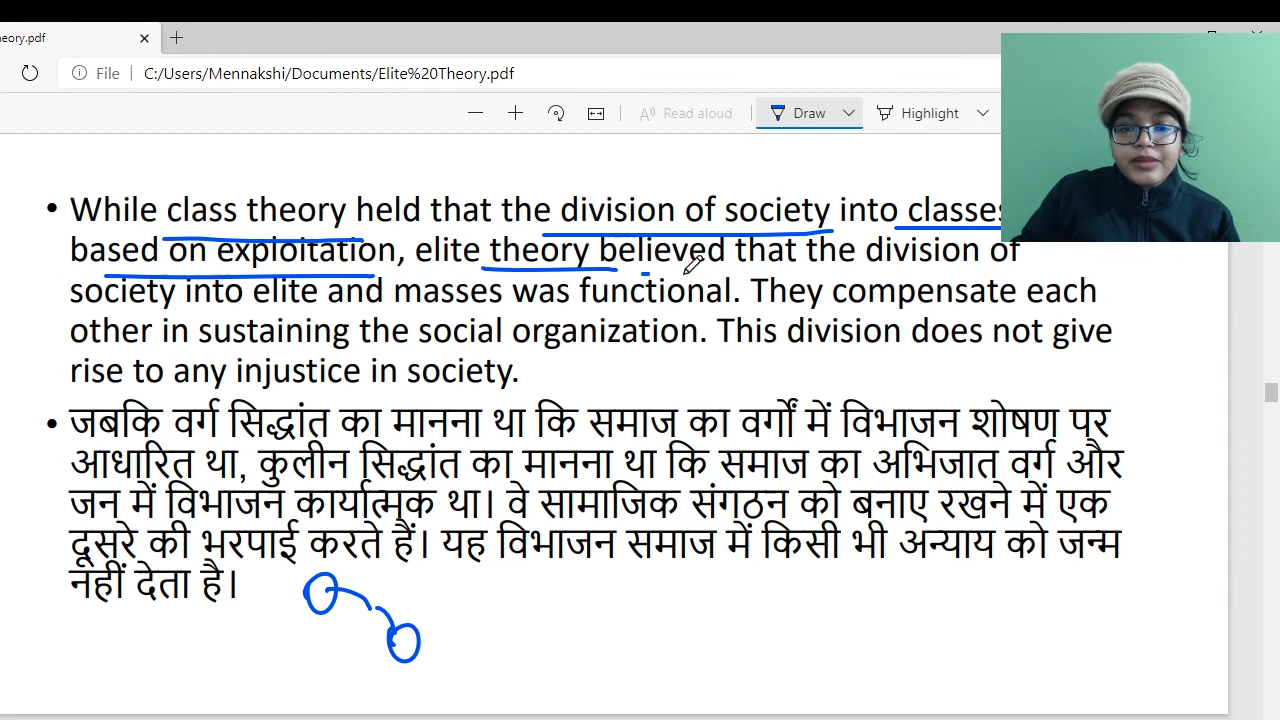 eory.pdf
File
C:/Users/Mennakshi/Documents/Elite%20Theory.pdf
Read aloud
Draw
Highlight
• While class theory held that the division of society into classes
based on exploitation, elite theory believed that the division of
society into elite and masses was functional. They compensate each
other in sustaining the social organization. This division does not give
rise to any injustice in society.
• जबकि वर्ग सिद्धांत का मानना था कि समाज का वर्गों में विभाजन शोषण पर
आधारित था, कुलीन सिद्धांत का मानना था कि समाज का अभिजात वर्ग और
जन में विभाजन कार्यात्मक था। वे सामाजिक संगठन को बनाए रखने में एक
दूसरे की भरपाई करते हैं। यह विभाजन समाज में किसी भी अन्याय को जन्म
नहीं देता है।